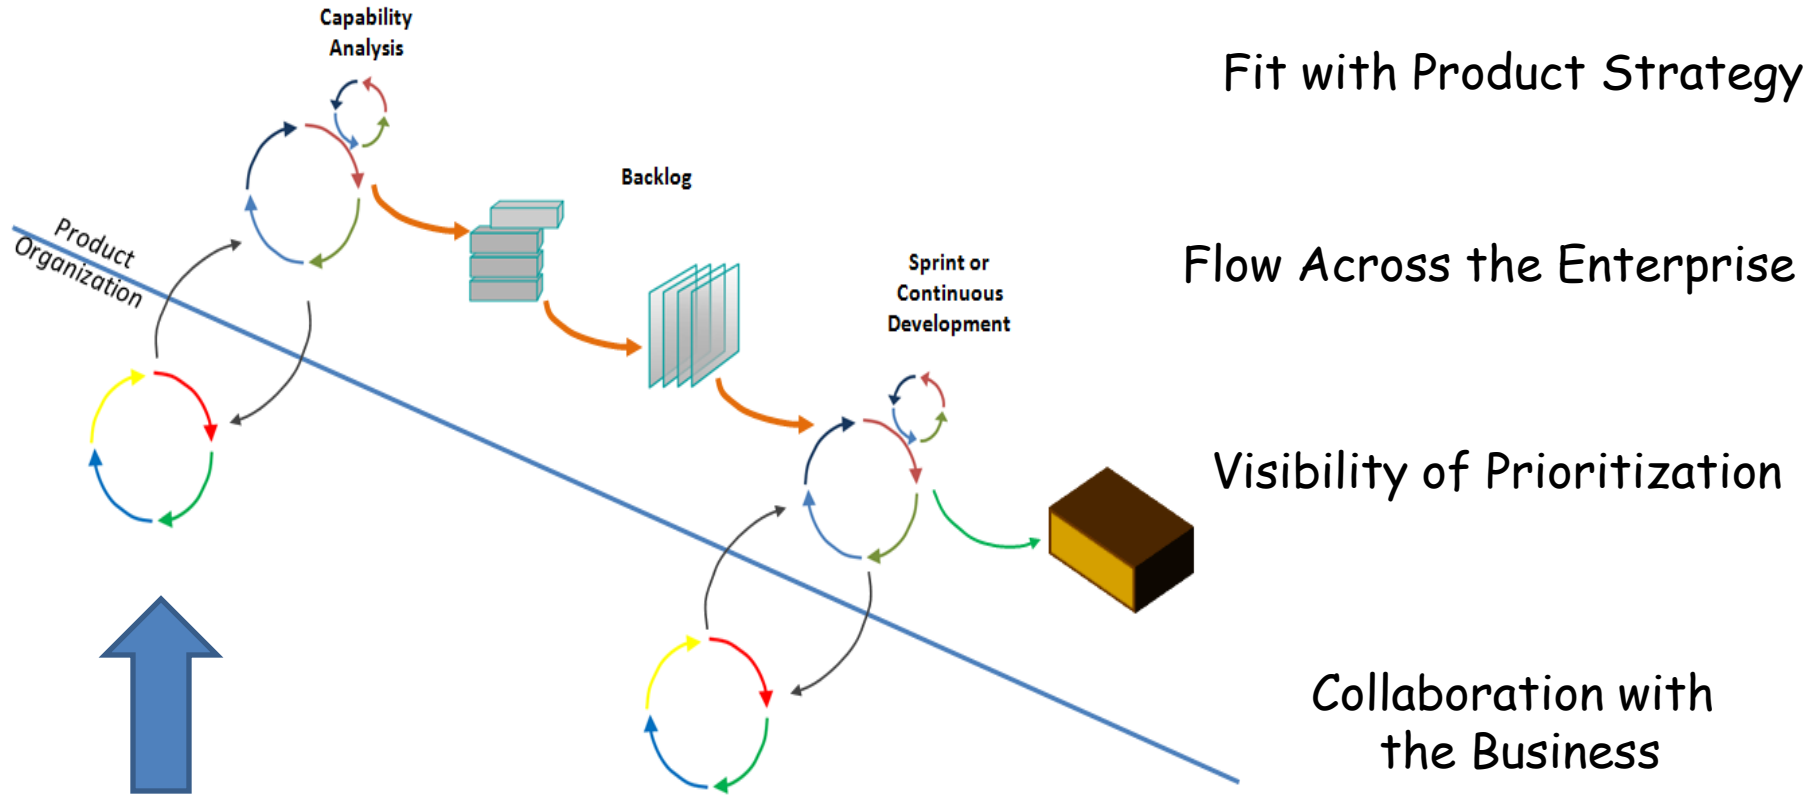 Capability
Analysis
Fit with Product Strategy
Backlog
Product
Organization
Flow Across the Enterprise
Sprint or
Continuous
Development
Visibility of Prioritization
Collaboration with
the Business